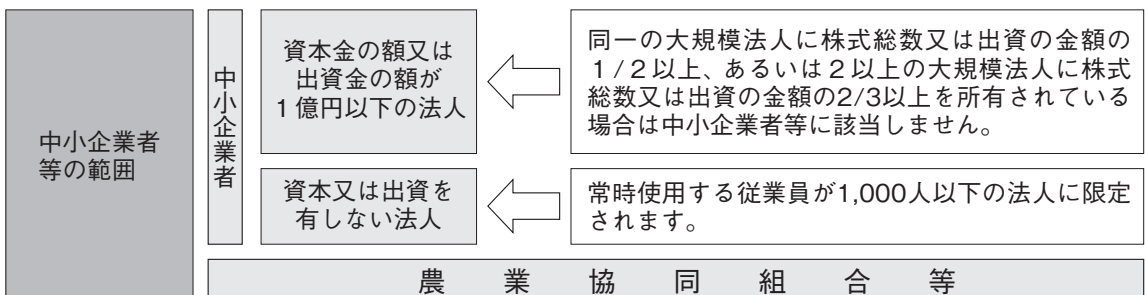 中小企業者
等の範囲
中小企業者
資本金の額又は
出資金の額が
1億円以下の法人
同一の大規模法人に株式総数又は出資の金額の
1/2以上、あるいは2以上の大規模法人に株式
総数又は出資の金額の2/3以上を所有されている
場合は中小企業者等に該当しません。
資本又は出資を
有しない法人
常時使用する従業員が1,000人以下の法人に限定
されます。
農業協同組合等